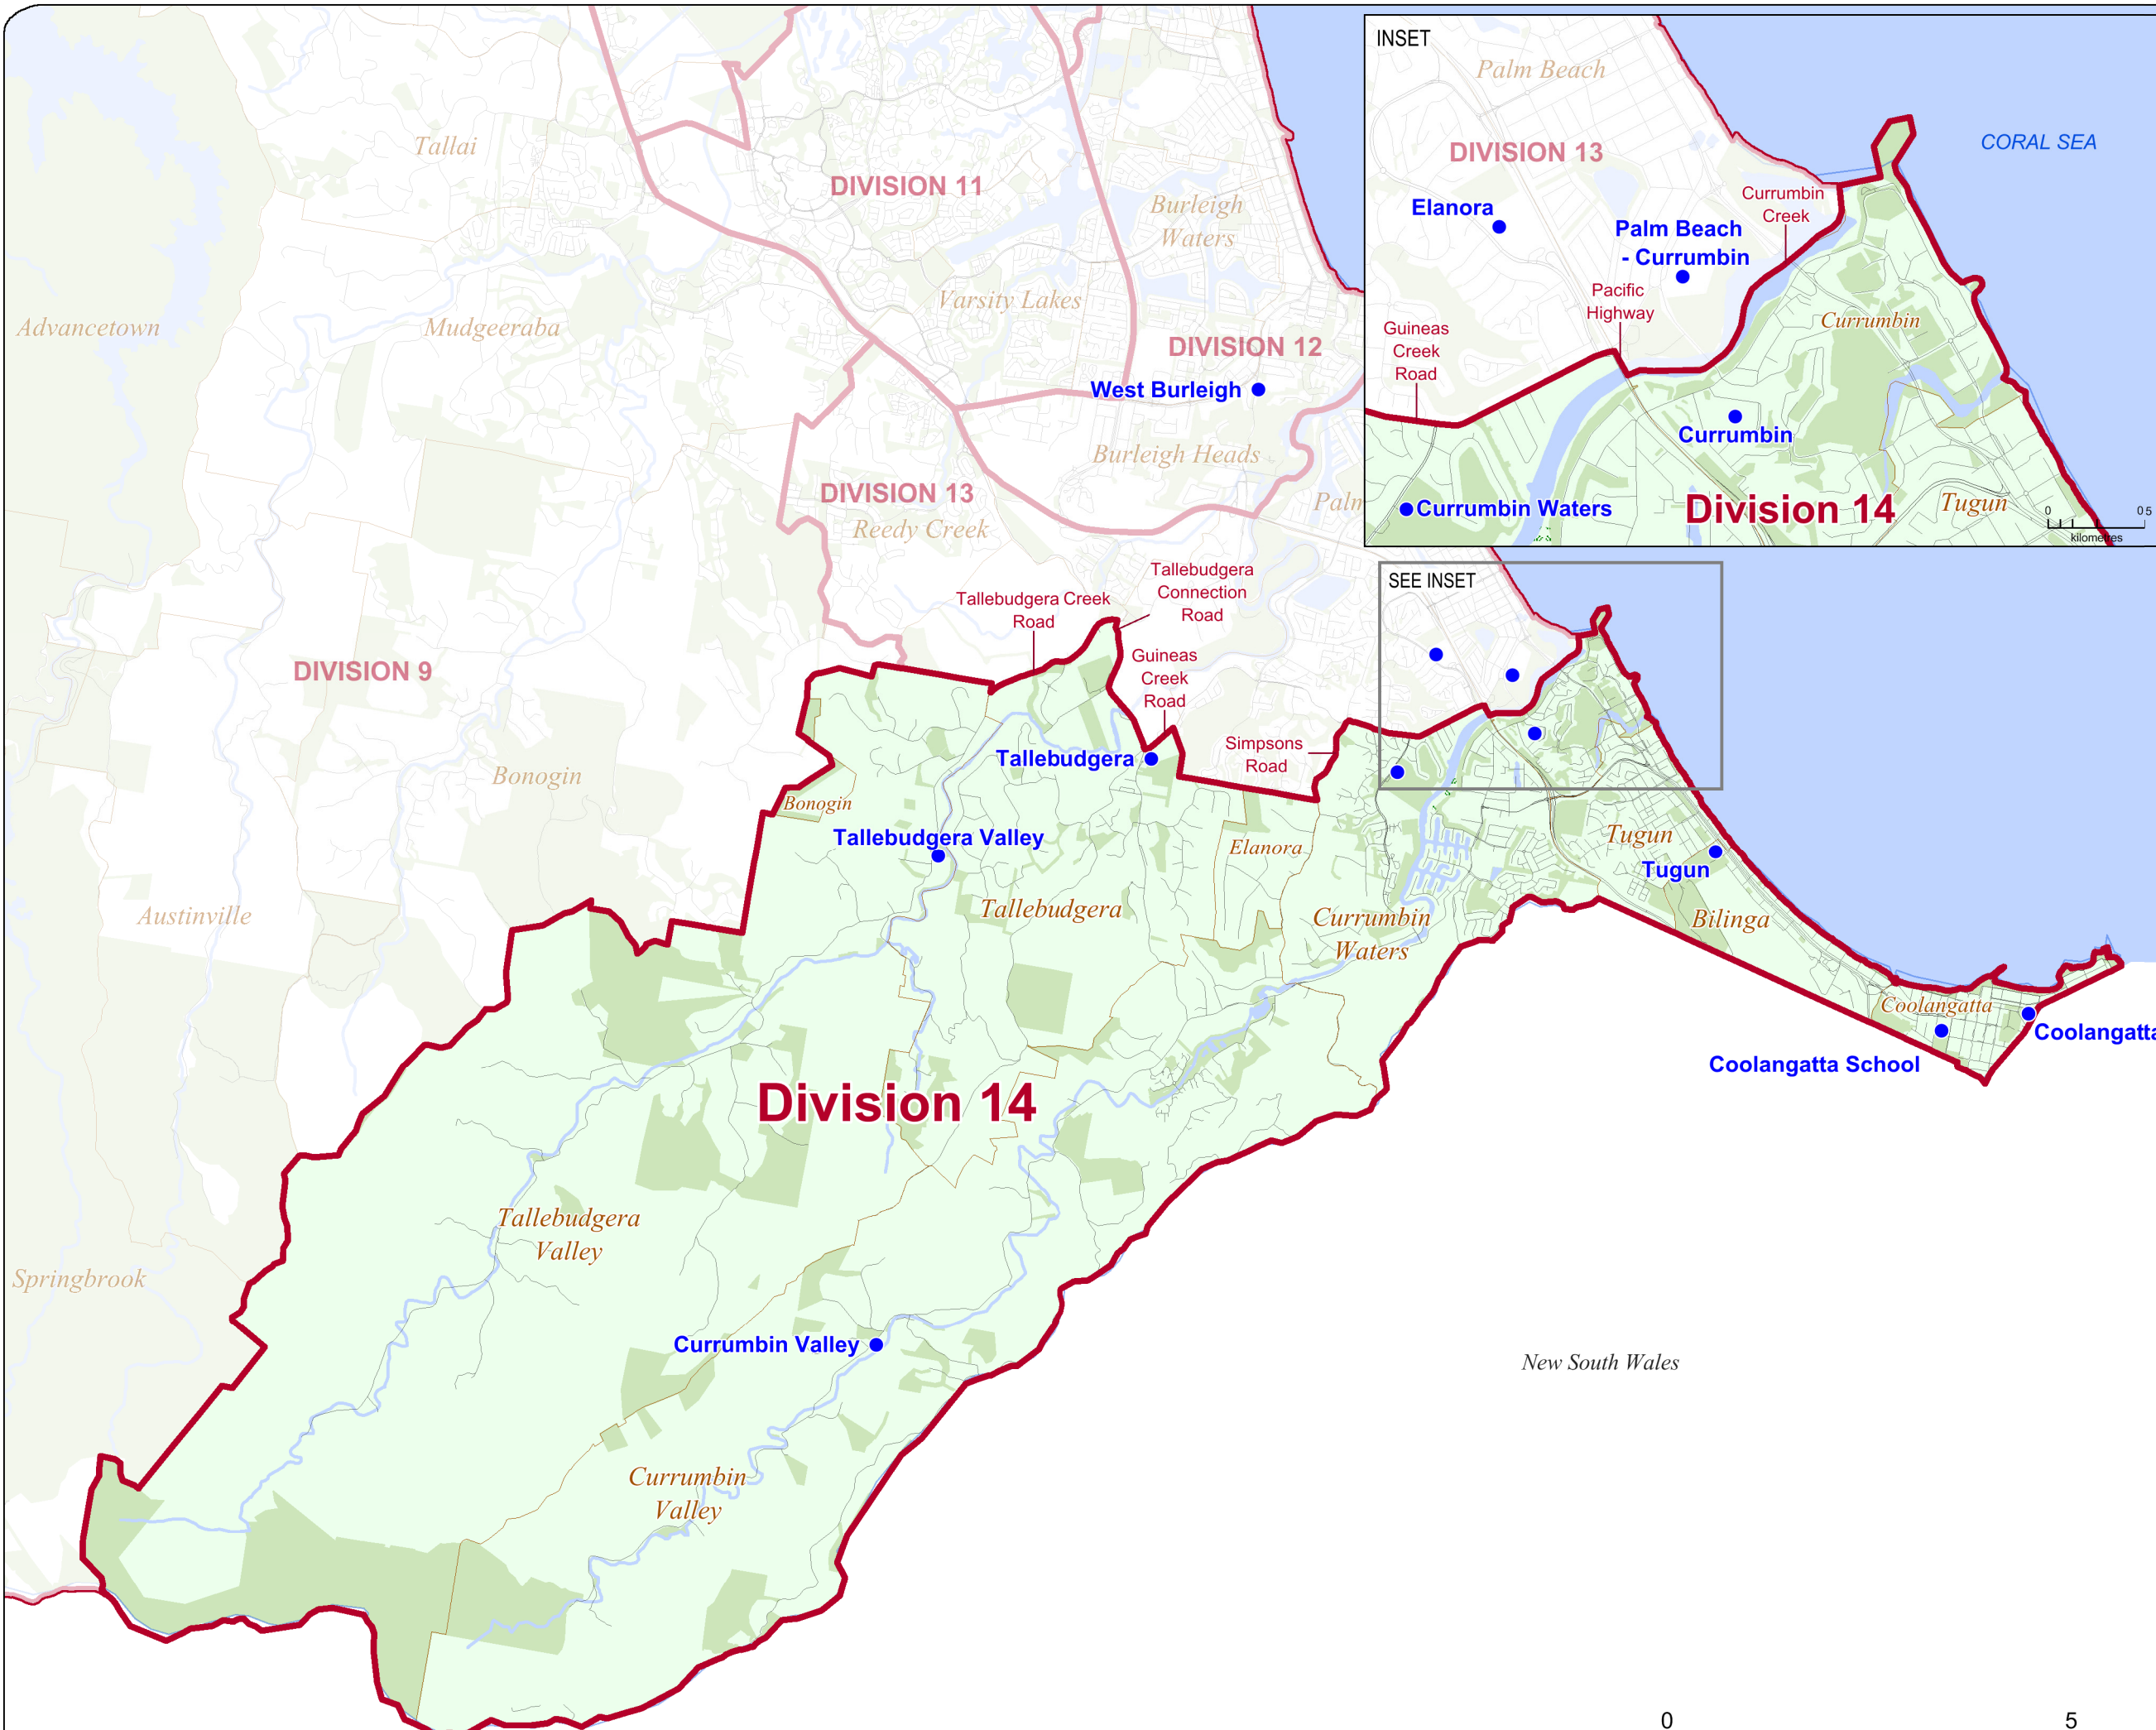 INSET
Palm Beach
CORAL SEA
DIVISION 13
Currumbin
Creek
Elanora
Palm Beach
- Currumbin
Pacific
Highway
Guineas
Creek
Road
Currumbin
Currumbin
Currumbin Waters
Division 14
Tugun
0
0 5
kilometres
Tallai
DIVISION 11
Burleigh
Waters
Varsity Lakes
Advancetown
Mudgeeraba
DIVISION 12
West Burleigh
Burleigh Heads
DIVISION 13
Reedy Creek
Palm
SEE INSET
Tallebudgera
Connection
Road
Tallebudgera Creek
Road
Guineas
Creek
Road
DIVISION 9
Simpsons
Road
Tallebudgera
Bonogin
Bonogin
Tallebudgera Valley
Elanora
Tugun
Tugun
Tallebudgera
Currumbin
Waters
Bilinga
Austinville
Coolangatta
Coolangatta
Coolangatta School
Division 14
Tallebudgera
Valley
Springbrook
Currumbin Valley
New South Wales
Currumbin
Valley
0
5